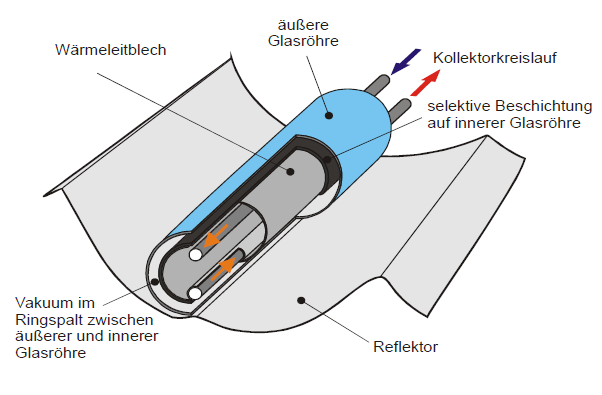 äußere
Glasröhre
Wärmeleitblech
Kollektorkreislauf
selektive Beschichtung
auf innerer Glasröhre
Vakuum im
Ringspalt zwischen
äußerer und innerer
Glasröhre
Reflektor